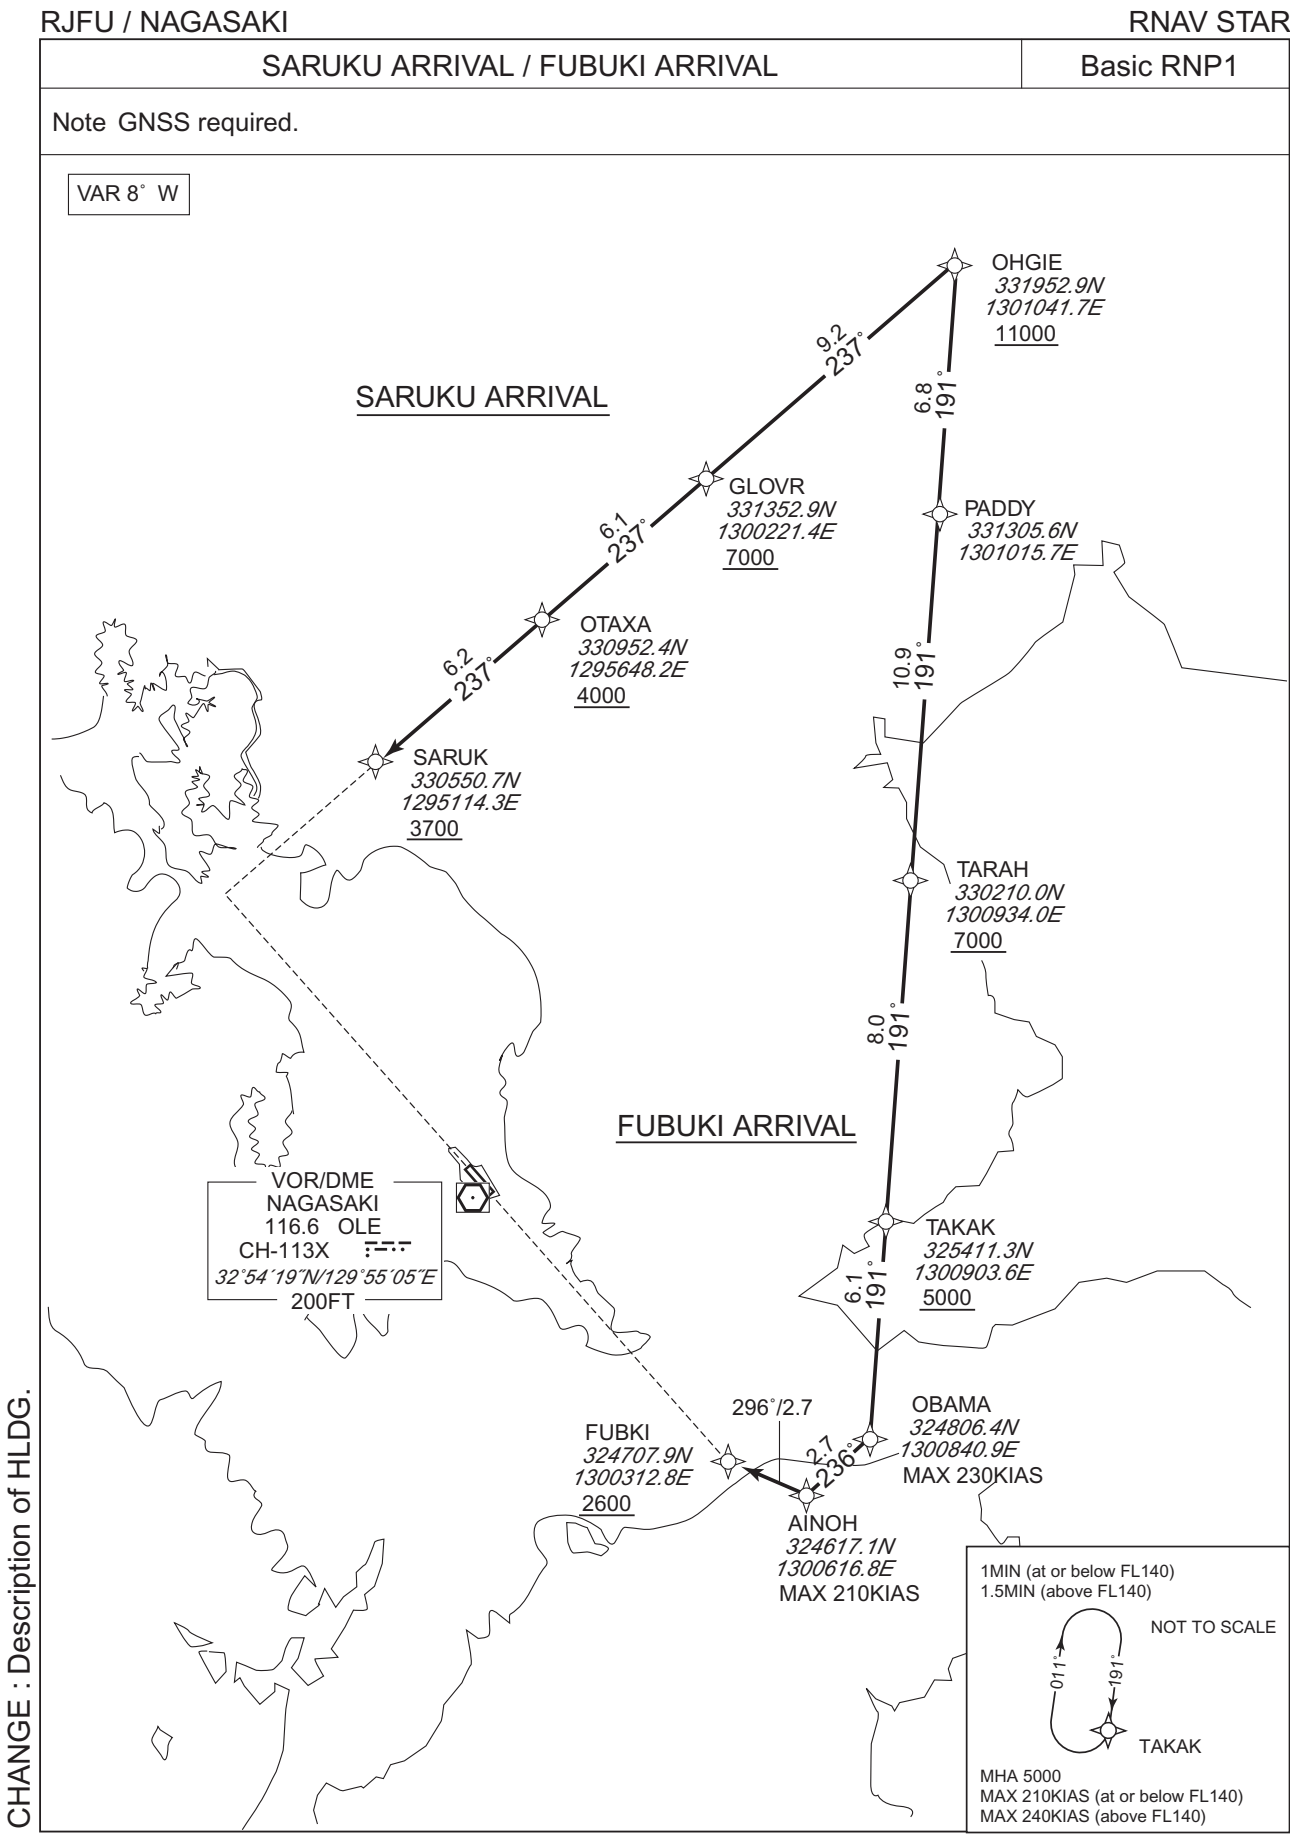 RJFU / NAGASAKI
RNAV STAR
SARUKU ARRIVAL / FUBUKI ARRIVAL
Basic RNP1
Note GNSS required.
VAR 8° W
OHGIE
331952.9N
1301041.7E
11000
9.2
237°
SARUKU ARRIVAL
6.8
191°
GLOVR
331352.9N
1300221.4E
7000
PADDY
331305.6N
1301015.7E
6.1
237°
OTAXA
330952.4N
1295648.2E
4000
6.2
237°
10.9
191°
SARUK
330550.7N
1295114.3E
3700
TARAH
330210.0N
1300934.0E
7000
8.0
191°
FUBUKI ARRIVAL
VOR/DME
NAGASAKI
116.6 OLE
CH-113X
32°54´19˝N/129°55´05˝E
200FT
TAKAK
325411.3N
1300903.6E
5000
6.1
191°
OBAMA
324806.4N
1300840.9E
MAX 230KIAS
296°/2.7
2.7
236°
FUBKI
324707.9N
1300312.8E
2600
AINOH
324617.1N
1300616.8E
MAX 210KIAS
1MIN (at or below FL140)
1.5MIN (above FL140)
NOT TO SCALE
011°
191°
TAKAK
MHA 5000
MAX 210KIAS (at or below FL140)
MAX 240KIAS (above FL140)
CHANGE : Description of HLDG.